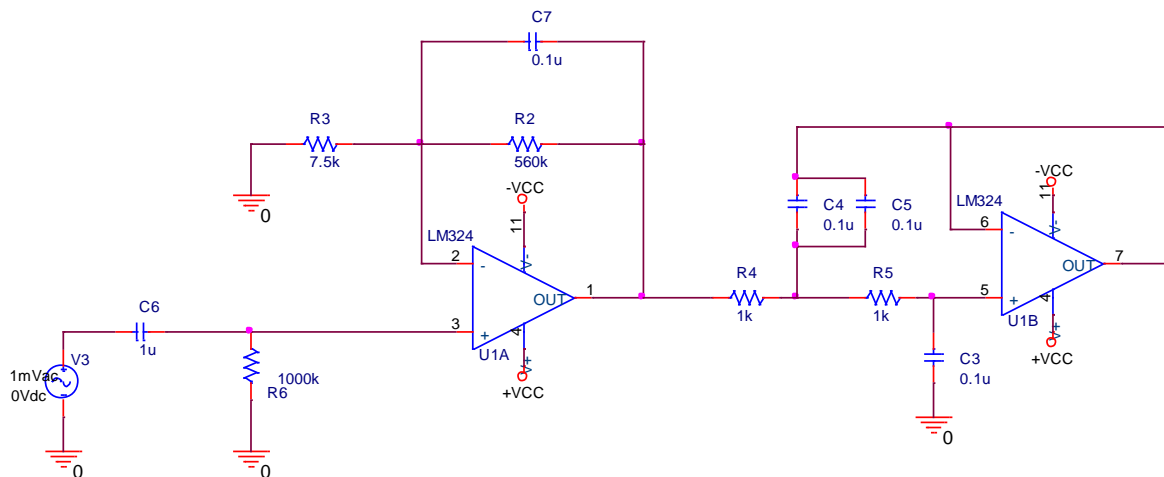 C7
0.1u
R3
7.5k
R2
560k
0
-VCC
11
V-
LM324
2
-
OUT
1
3
+
U1A
4
V+
+VCC
C6
1u
V3
1mVac
0Vdc
1000k
R6
0
0
R4
1k
C4
0.1u
C5
0.1u
R5
1k
C3
0.1u
0
-VCC
11
V-
LM324
6
-
OUT
7
5
+
U1B
4
V+
+VCC